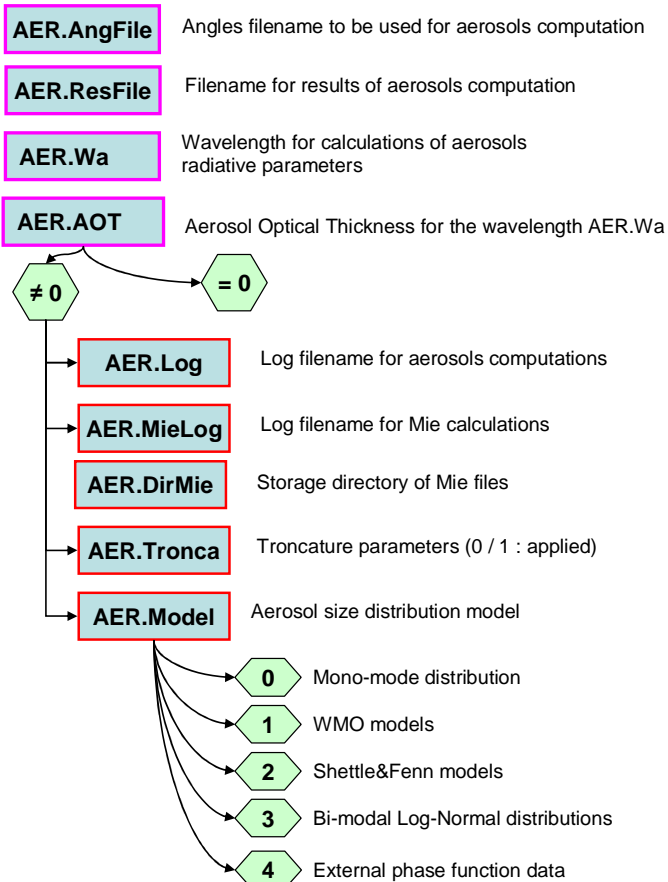 AER.AngFile Angles filename to be used for aerosols computation
AER.ResFile Filename for results of aerosols computation
AER.Wa Wavelength for calculations of aerosols
radiative parameters
AER.AOT Aerosol Optical Thickness for the wavelength AER.Wa
≠ 0 = 0
AER.Log Log filename for aerosols computations
AER.MieLog Log filename for Mie calculations
AER.DirMie Storage directory of Mie files
AER.Tronca Troncature parameters (0 / 1 : applied)
AER.Model Aerosol size distribution model
0 Mono-mode distribution
1 WMO models
2 Shettle&Fenn models
3 Bi-modal Log-Normal distributions
4 External phase function data